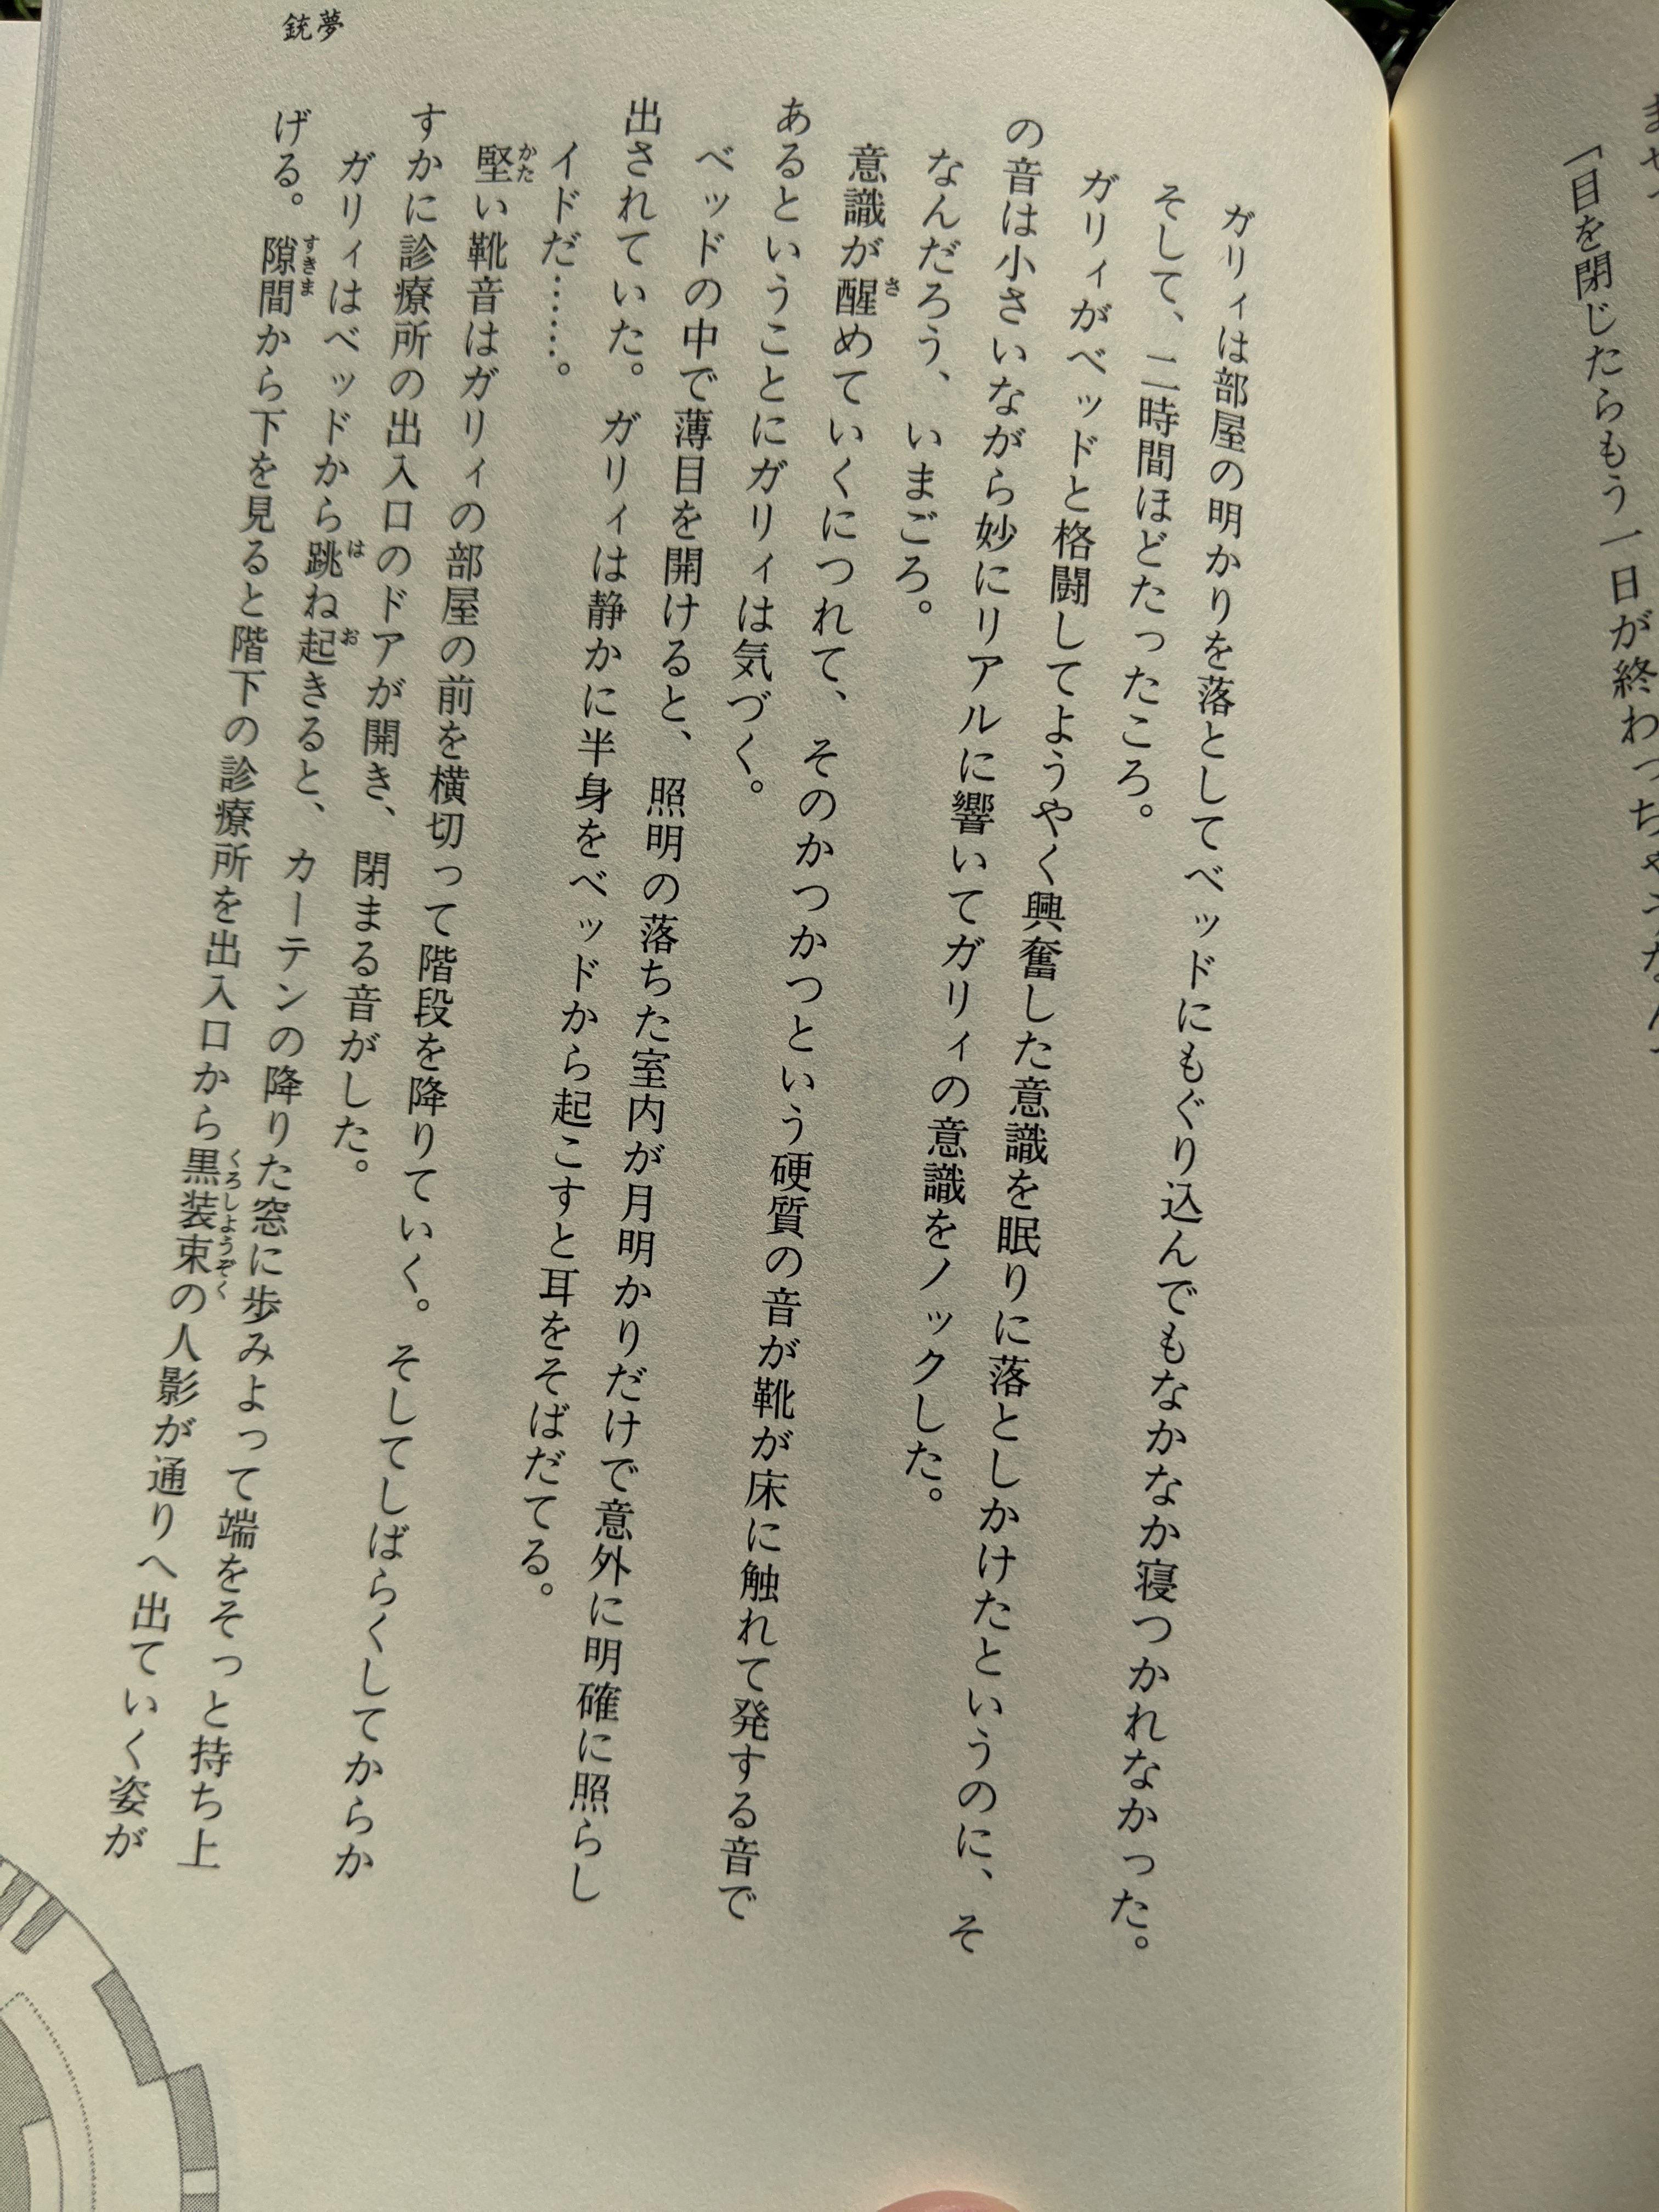 「目を閉じたらもう一日が終わっちゃうな
ガリィは部屋の明かりを落としてベッドにもぐり込んでもなかなか寝つかれなかった。
そして、二時間ほどたったころ。
ガリィがベッドと格闘してようやく興奮した意識を眠りに落としかけたというのに、そ
の音は小さいながら妙にリアルに響いてガリィの意識をノックした。
なんだろう、いまごろ。
意識が醒めていくにつれて、そのかつかつという硬質の音が靴が床に触れて発する音で
あるということにガリィは気づく。
ベッドの中で薄目を開けると、照明の落ちた室内が月明かりだけで意外に明確に照らし
出されていた。ガリィは静かに半身をベッドから起こすと耳をそばだてる。
イドだ……。
堅い靴音はガリィの部屋の前を横切って階段を降りていく。そしてしばらくしてからか
すかに診療所の出入口のドアが開き、閉まる音がした。
ガリィはベッドから跳ね起きると、カーテンの降りた窓に歩みよって端をそっと持ち上
げる。隙間から下を見ると階下の診療所を出入口から黒装束の人影が通りへ出ていく姿が
銃夢